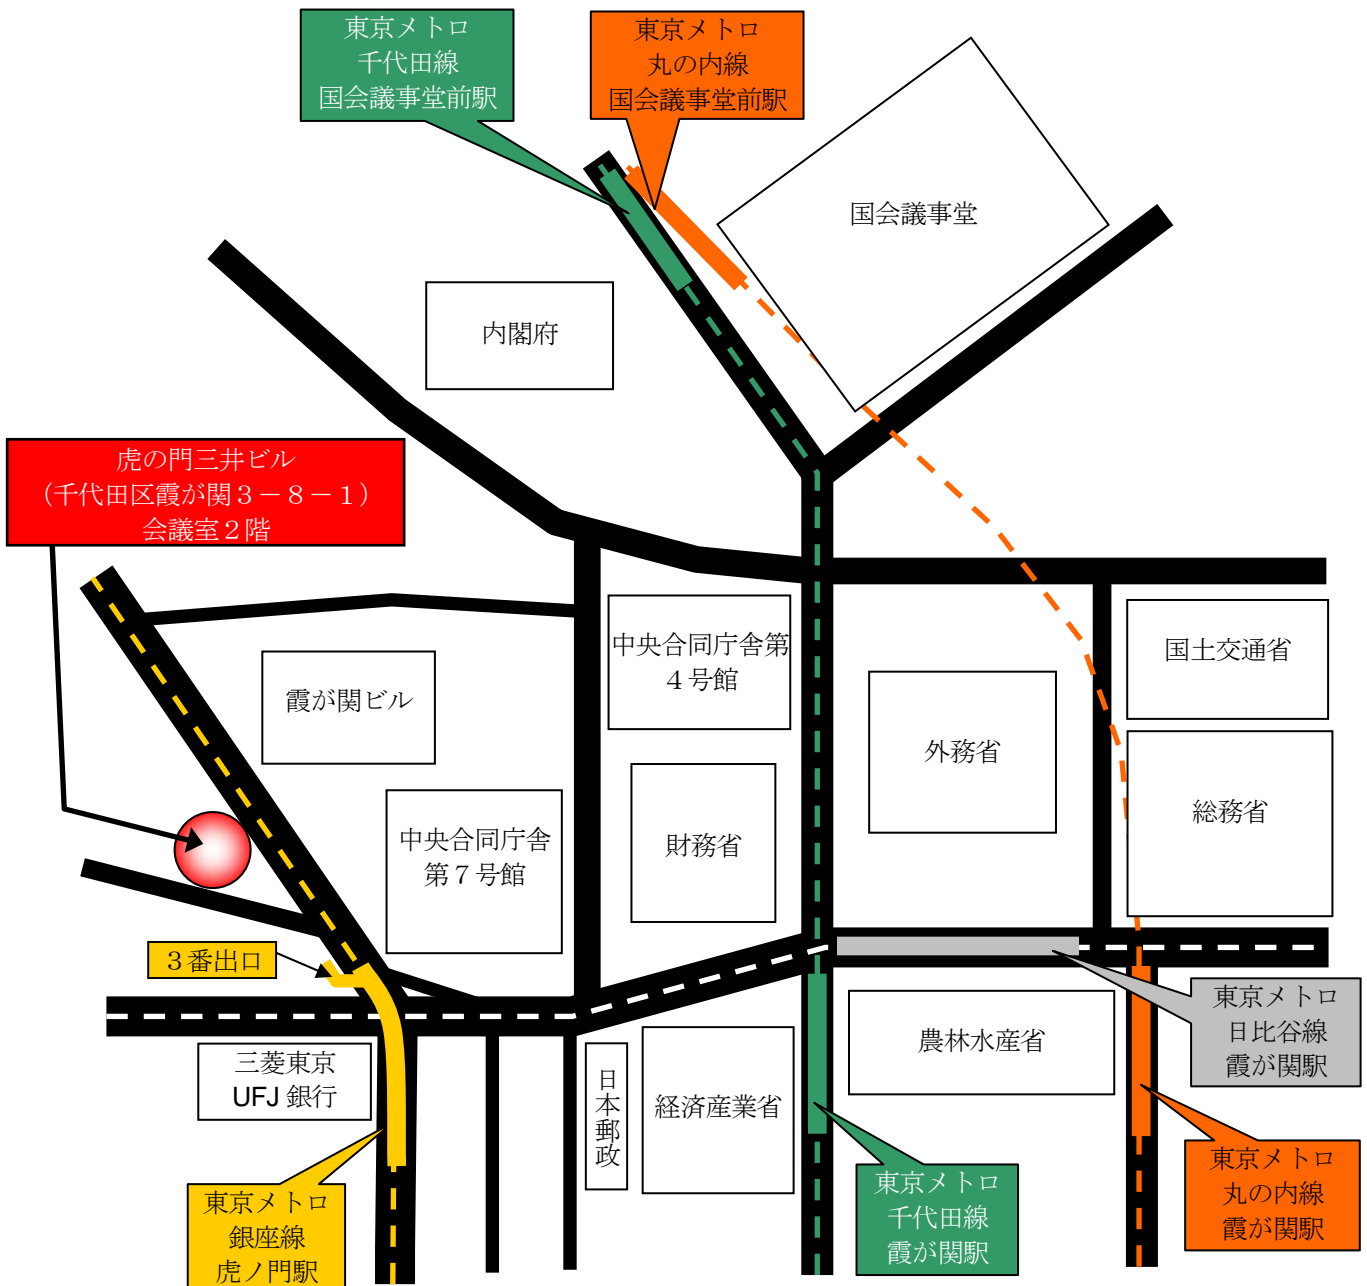 東京メトロ
千代田線
国会議事堂前駅
東京メトロ
丸の内線
国会議事堂前駅
国会議事堂
内閣府
虎の門三井ビル
（千代田区霞が関３－８－１）
会議室２階
中央合同庁舎第
４号館
国土交通省
霞が関ビル
外務省
総務省
中央合同庁舎
第７号館
財務省
３番出口
東京メトロ
日比谷線
霞が関駅
農林水産省
三菱東京
UFJ 銀行
日本郵政
経済産業省
東京メトロ
銀座線
虎ノ門駅
東京メトロ
千代田線
霞が関駅
東京メトロ
丸の内線
霞が関駅